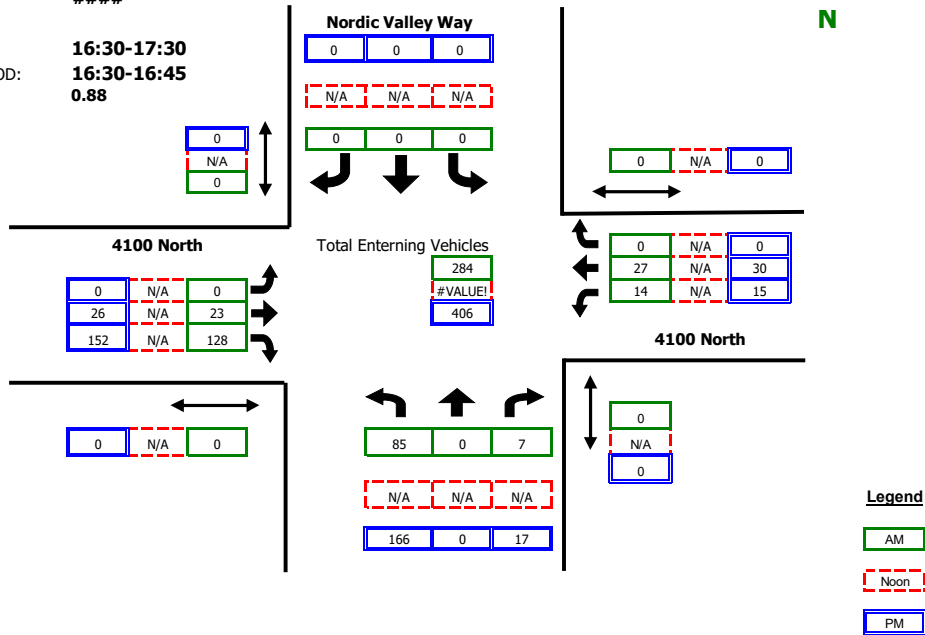 ####
Nordic Valley Way
N
16:30-17:30
0 0 0
OD: 16:30-16:45
0.88
N/A N/A N/A
0
0 0 0
N/A
0 N/A 0
0
4100 North
Total Enterning Vehicles
0 N/A 0
284
27 N/A 30
0 N/A 0
#VALUE!
14 N/A 15
26 N/A 23
406
152 N/A 128
4100 North
0
85 0 7
0 N/A 0
N/A
0
N/A N/A N/A
Legend
166 0 17
AM
Noon
PM